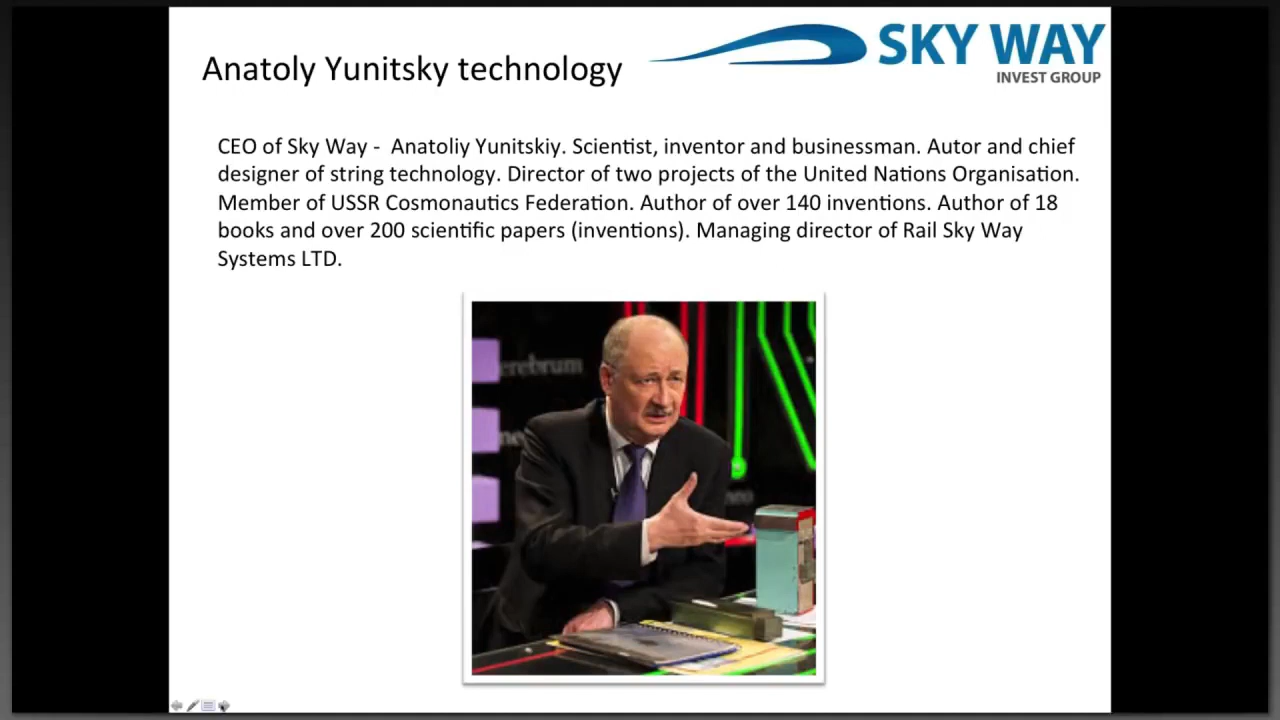 SKY WAY
INVEST GROUP
Anatoly Yunitsky technology
CEO of Sky Way - Anatoliy Yunitskiy. Scientist, inventor and businessman. Autor and chief
designer of string technology. Director of two projects of the United Nations Organisation.
Member of USSR Cosmonautics Federation. Author of over 140 inventions. Author of 18
books and over 200 scientific papers (inventions). Managing director of Rail Sky Way
Systems LTD.
erebrum